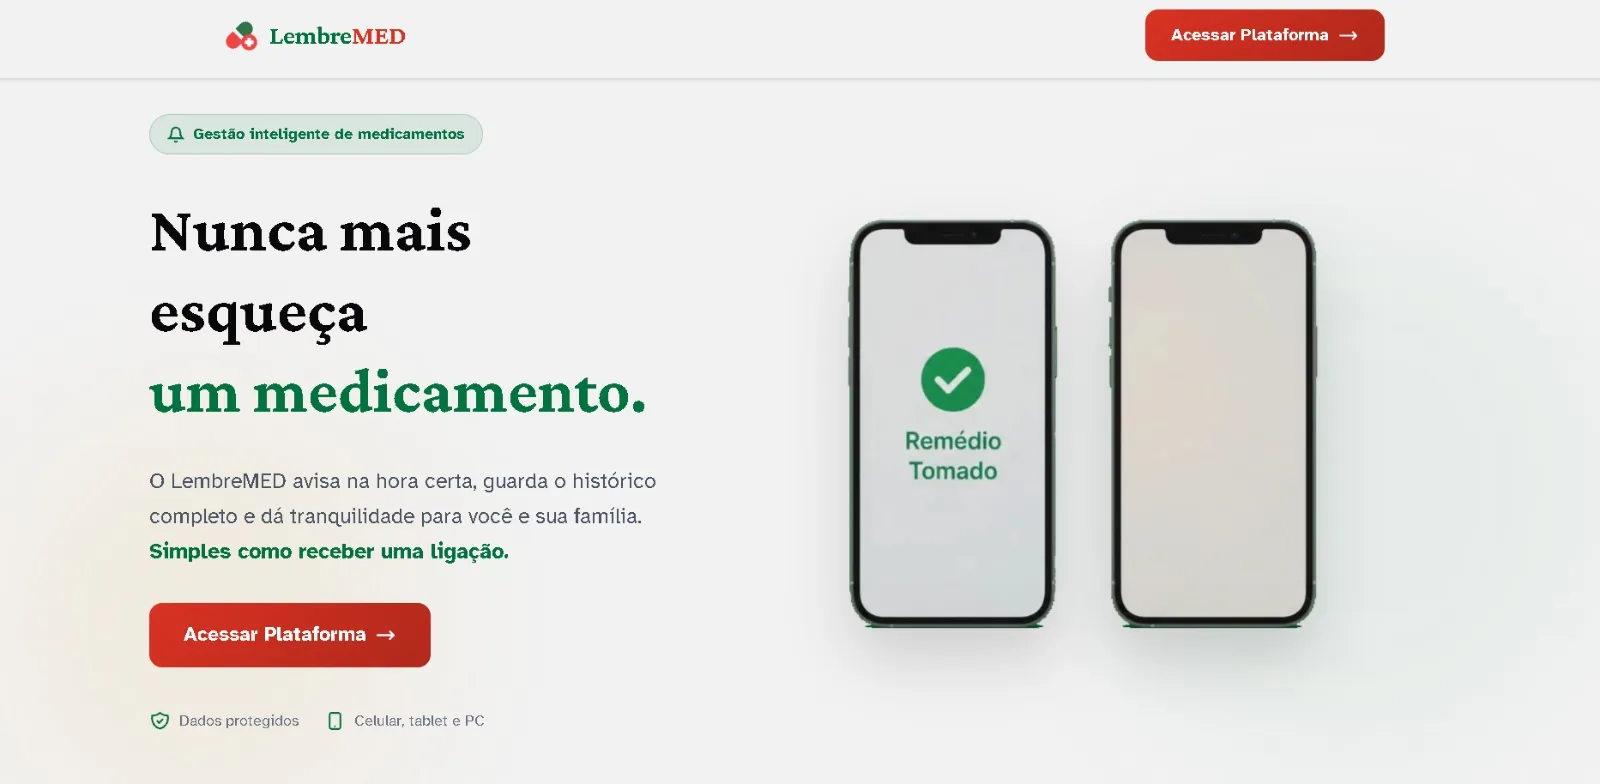 LembreMED
Acessar Plataforma →
Gestão inteligente de medicamentos
Nunca mais
esqueça
um medicamento.
O LembreMED avisa na hora certa, guarda o histórico
completo e dá tranquilidade para você e sua família.
Simples como receber uma ligação.
Acessar Plataforma →
Dados protegidos
Celular, tablet e PC
Remédio
Tomado